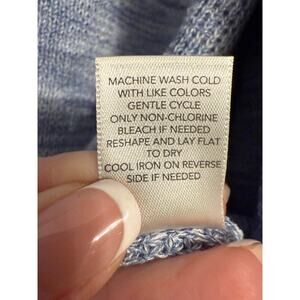 MACHINE WASH COLD
WITH LIKE COLORS
GENTLE CYCLE
ONLY NON-CHLORINE
BLEACH IF NEEDED
RESHAPE AND LAY FLAT
TO DRY
COOL IRON ON REVERSE
SIDE IF NEEDED